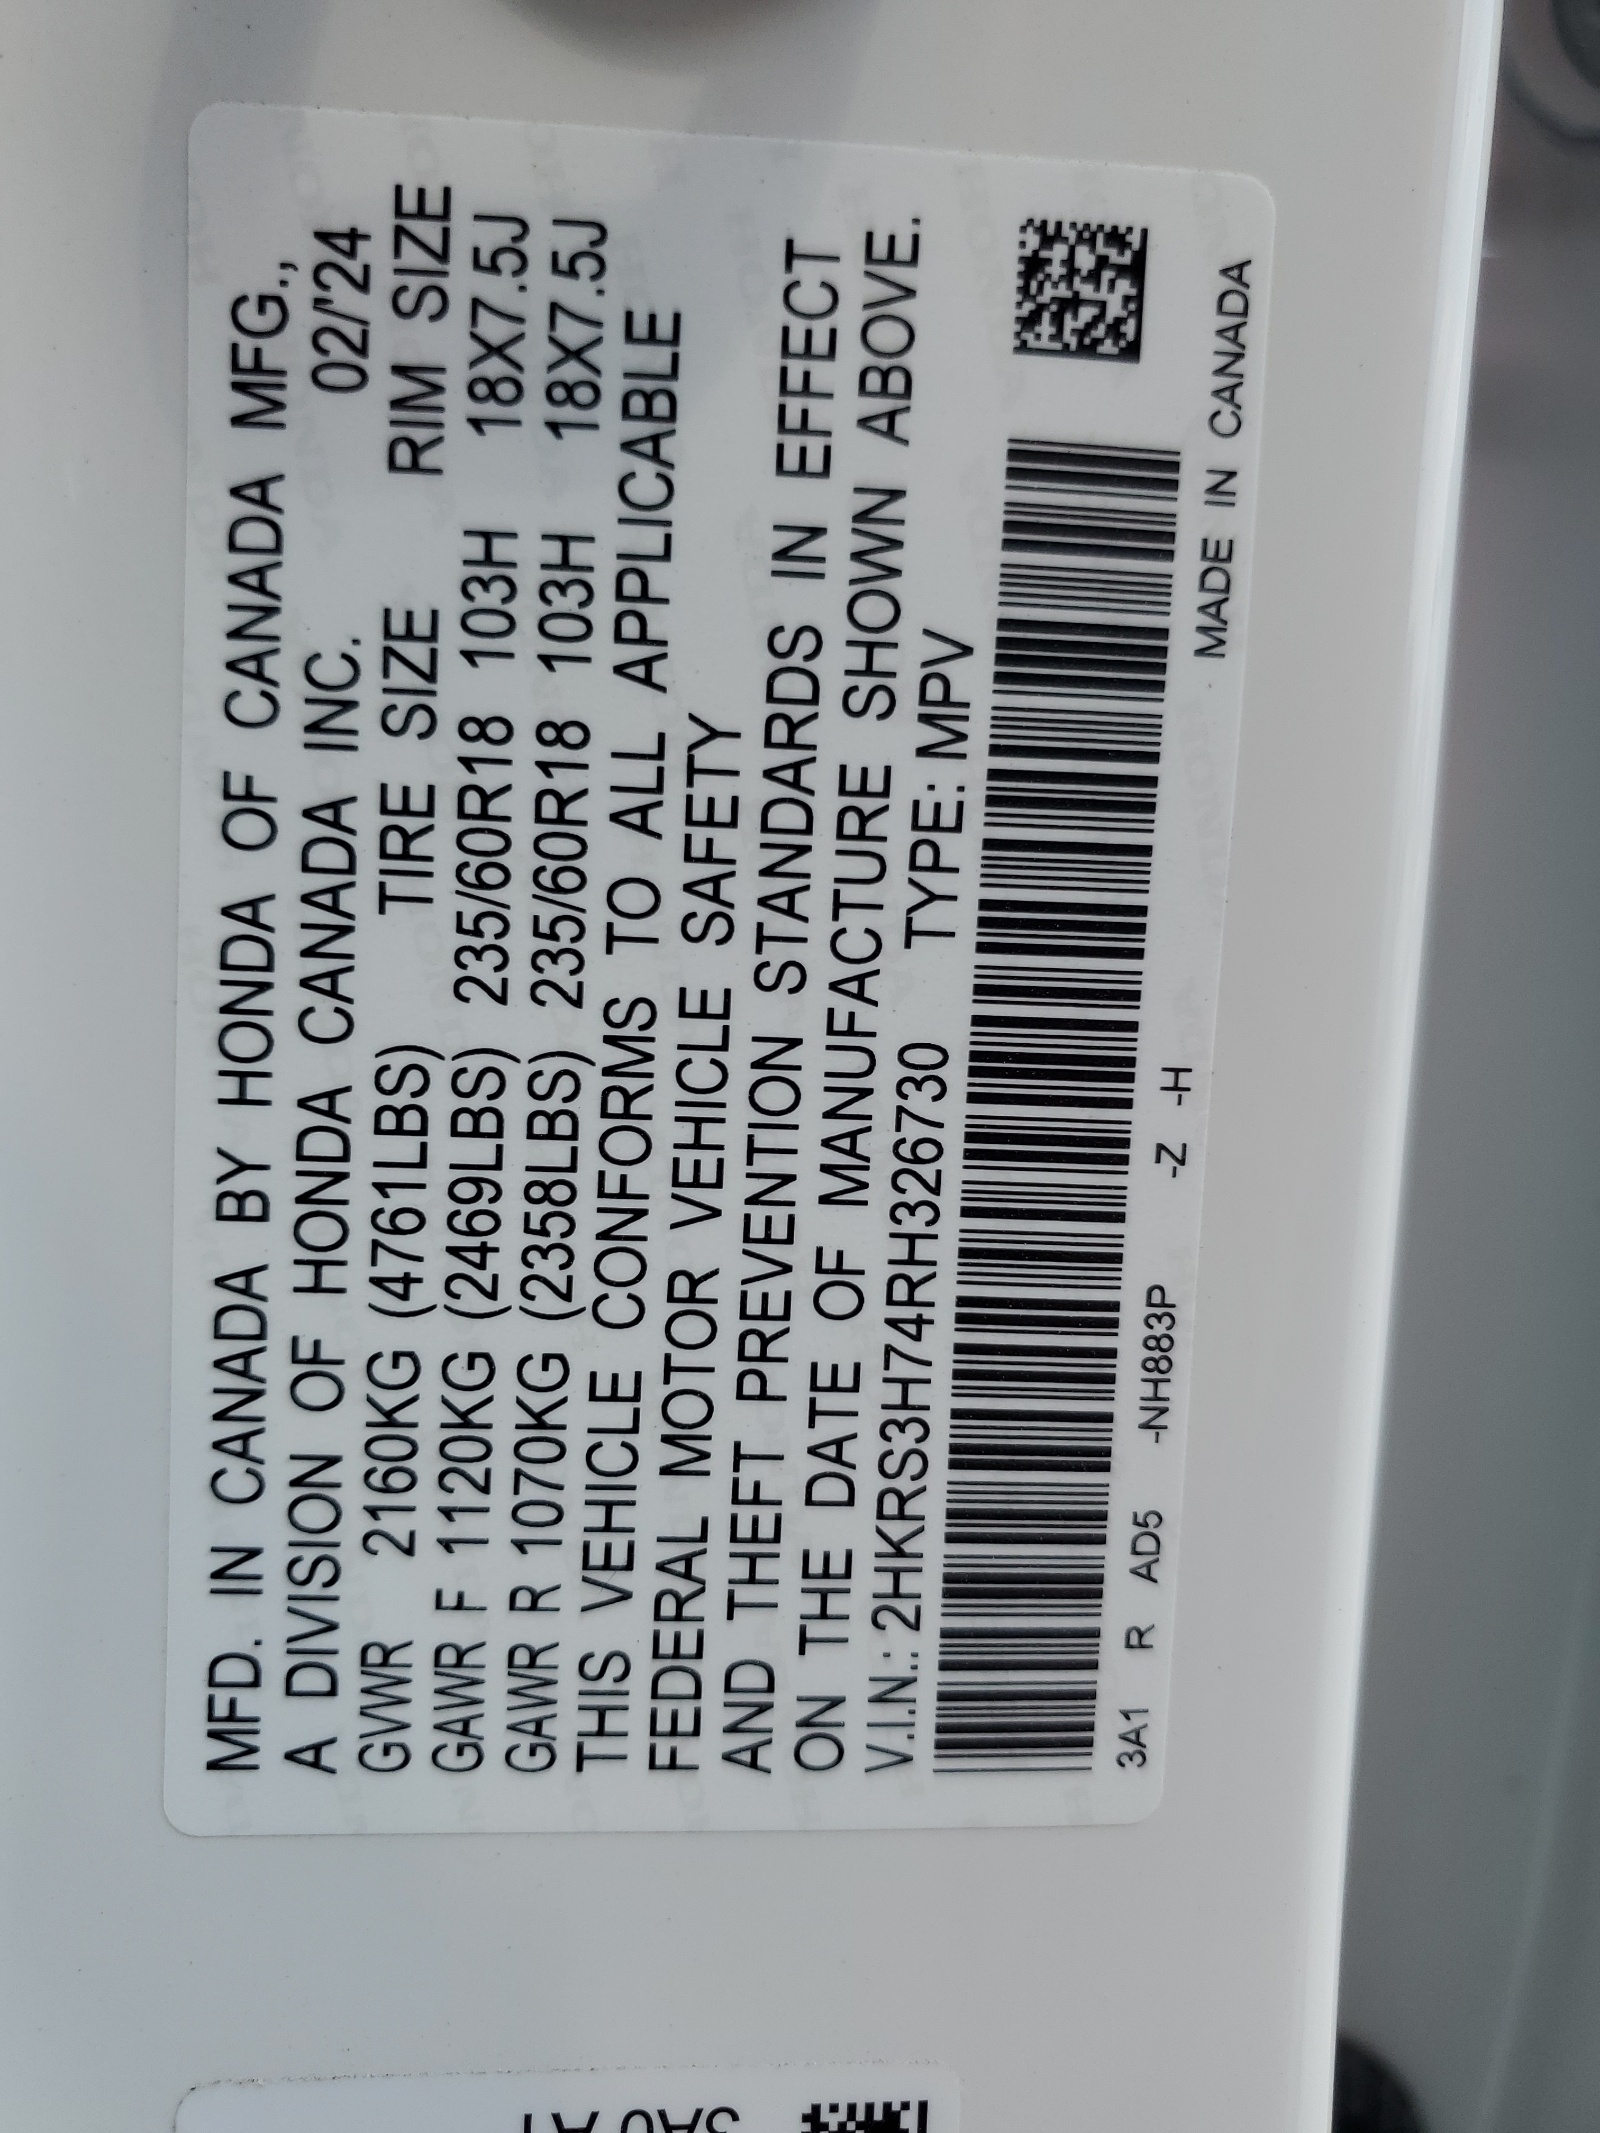 MFD. IN CANADA BY HONDA OF CANADA MFG.,
A DIVISION OF HONDA CANADA INC. 02/'24
GVWR 2160KG (4761LBS) TIRE SIZE RIM SIZE
GAWR F 1120KG (2469LBS) 235/60R18 103H 18X7.5J
GAWR R 1070KG (2358LBS) 235/60R18 103H 18X7.5J
THIS VEHICLE CONFORMS TO ALL APPLICABLE
FEDERAL MOTOR VEHICLE SAFETY
AND THEFT PREVENTION STANDARDS IN EFFECT
ON THE DATE OF MANUFACTURE SHOWN ABOVE.
V.I.N.: 2HKRS3H74RH326730 TYPE: MPV
3A1 R AD5 -NH883P -Z -H MADE IN CANADA